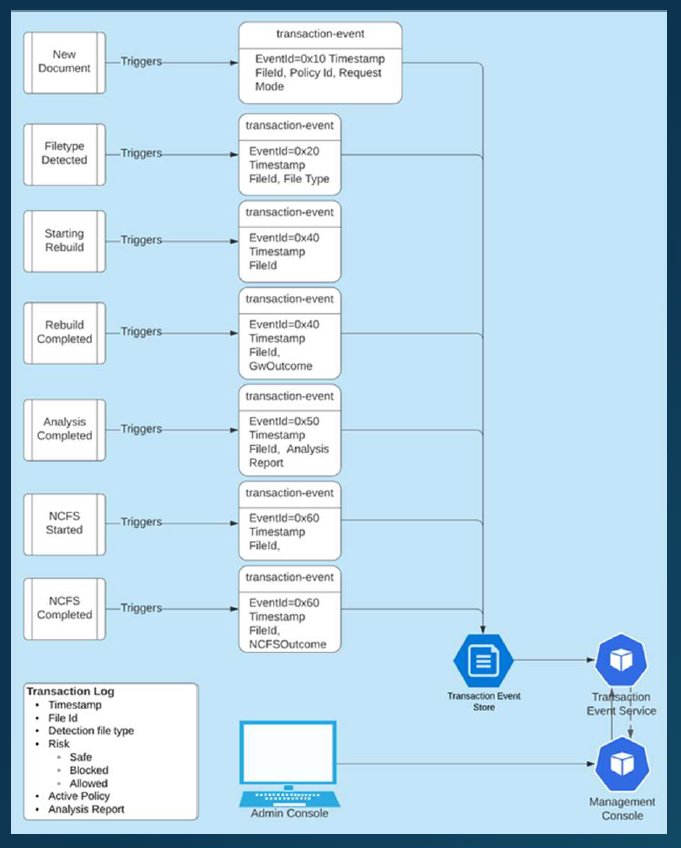 New
Document
Triggers
transaction-event
EventId=0x10 Timestamp
FileId, Policy Id, Request
Mode
Filetype
Detected
Triggers
transaction-event
EventId=0x20
Timestamp
FileId, File Type
Starting
Rebuild
Triggers
transaction-event
EventId=0x40
Timestamp
FileId
Rebuild
Completed
Triggers
transaction-event
EventId=0x40
Timestamp
FileId,
GwOutcome
Analysis
Completed
Triggers
transaction-event
EventId=0x50
Timestamp
FileId, Analysis
Report
NCFS
Started
Triggers
transaction-event
EventId=0x60
Timestamp
FileId,
NCFS
Completed
Triggers
transaction-event
EventId=0x60
Timestamp
FileId,
NCFSOutcome
Transaction Event
Store
Transaction
Event Service
Transaction Log
• Timestamp
• File Id
• Detection file type
• Risk
◦ Safe
◦ Blocked
◦ Allowed
• Active Policy
• Analysis Report
Admin Console
Management
Console